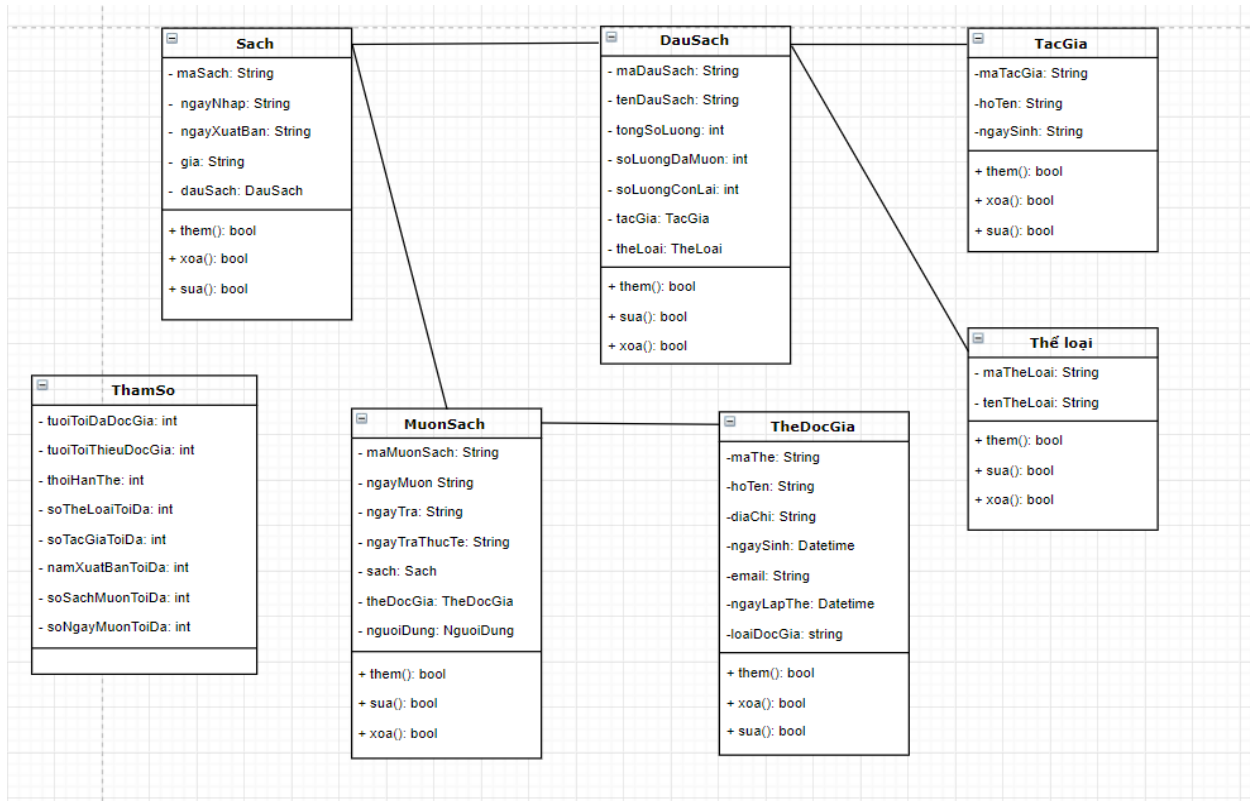 Sach
- maSach: String
- ngayNhap: String
- ngayXuatBan: String
- gia: String
- dauSach: DauSach
+ them(): bool
+ xoa(): bool
+ sua(): bool
DauSach
- maDauSach: String
- tenDauSach: String
- tongSoLuong: int
- soLuongDaMuon: int
- soLuongConLai: int
- tacGia: TacGia
- theLoai: TheLoai
+ them(): bool
+ sua(): bool
+ xoa(): bool
TacGia
-maTacGia: String
-hoTen: String
-ngaySinh: String
+ them(): bool
+ xoa(): bool
+ sua(): bool
Thể loại
- maTheLoai: String
- tenTheLoai: String
+ them(): bool
+ sua(): bool
+ xoa(): bool
ThamSo
- tuoiToiDaDocGia: int
- tuoiToiThieuDocGia: int
- thoiHanThe: int
- soTheLoaiToiDa: int
- soTacGiaToiDa: int
- namXuatBanToiDa: int
- soSachMuonToiDa: int
- soNgayMuonToiDa: int
MuonSach
- maMuonSach: String
- ngayMuon String
- ngayTra: String
- ngayTraThucTe: String
- sach: Sach
- theDocGia: TheDocGia
- nguoiDung: NguoiDung
+ them(): bool
+ sua(): bool
+ xoa(): bool
TheDocGia
-maThe: String
-hoTen: String
-diaChi: String
-ngaySinh: Datetime
-email: String
-ngayLapThe: Datetime
-loaiDocGia: string
+ them(): bool
+ xoa(): bool
+ sua(): bool